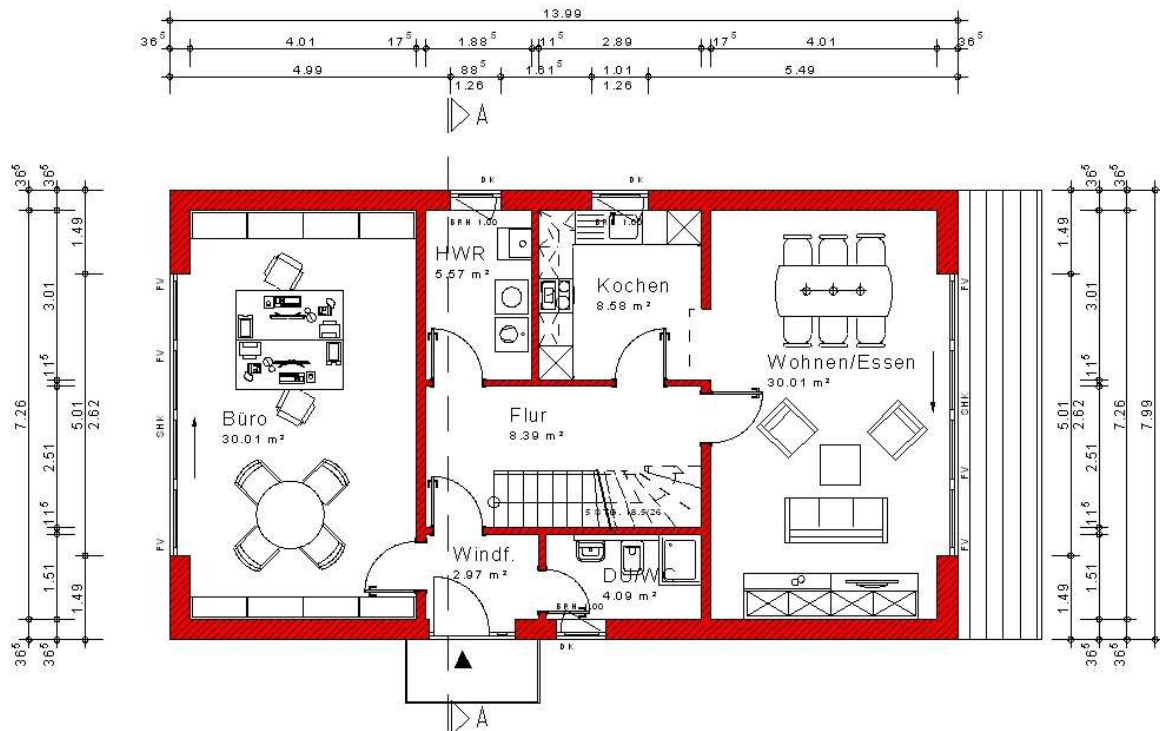 13.99
36⁵ 4.01 17⁵ 1.88⁵ 11⁵ 2.89 17⁵ 4.01 36⁵
4.99 88⁵ 1.61⁵ 1.01 5.49
1.26 1.26
A
DK DK
BRH 1.00 BRH 1.00
HWR
5.57 m²
Kochen
8.58 m²
Wohnen/Essen
30.01 m²
Büro
30.01 m²
Flur
8.39 m²
Windf.
2.97 m²
DU/WC
4.09 m²
BRH 1.00
DK
A
36⁵ 7.26 36⁵
36⁵ 3.01 11⁵ 2.51 11⁵ 1.51 36⁵
1.49 5.01 2.62 1.49
FV
FV
SHK
FV
FV
FV
FV
SHK
FV
FV
1.49 5.01 2.62 1.49
36⁵ 3.01 11⁵ 2.51 11⁵ 1.51 36⁵
36⁵ 7.26 36⁵
7.99